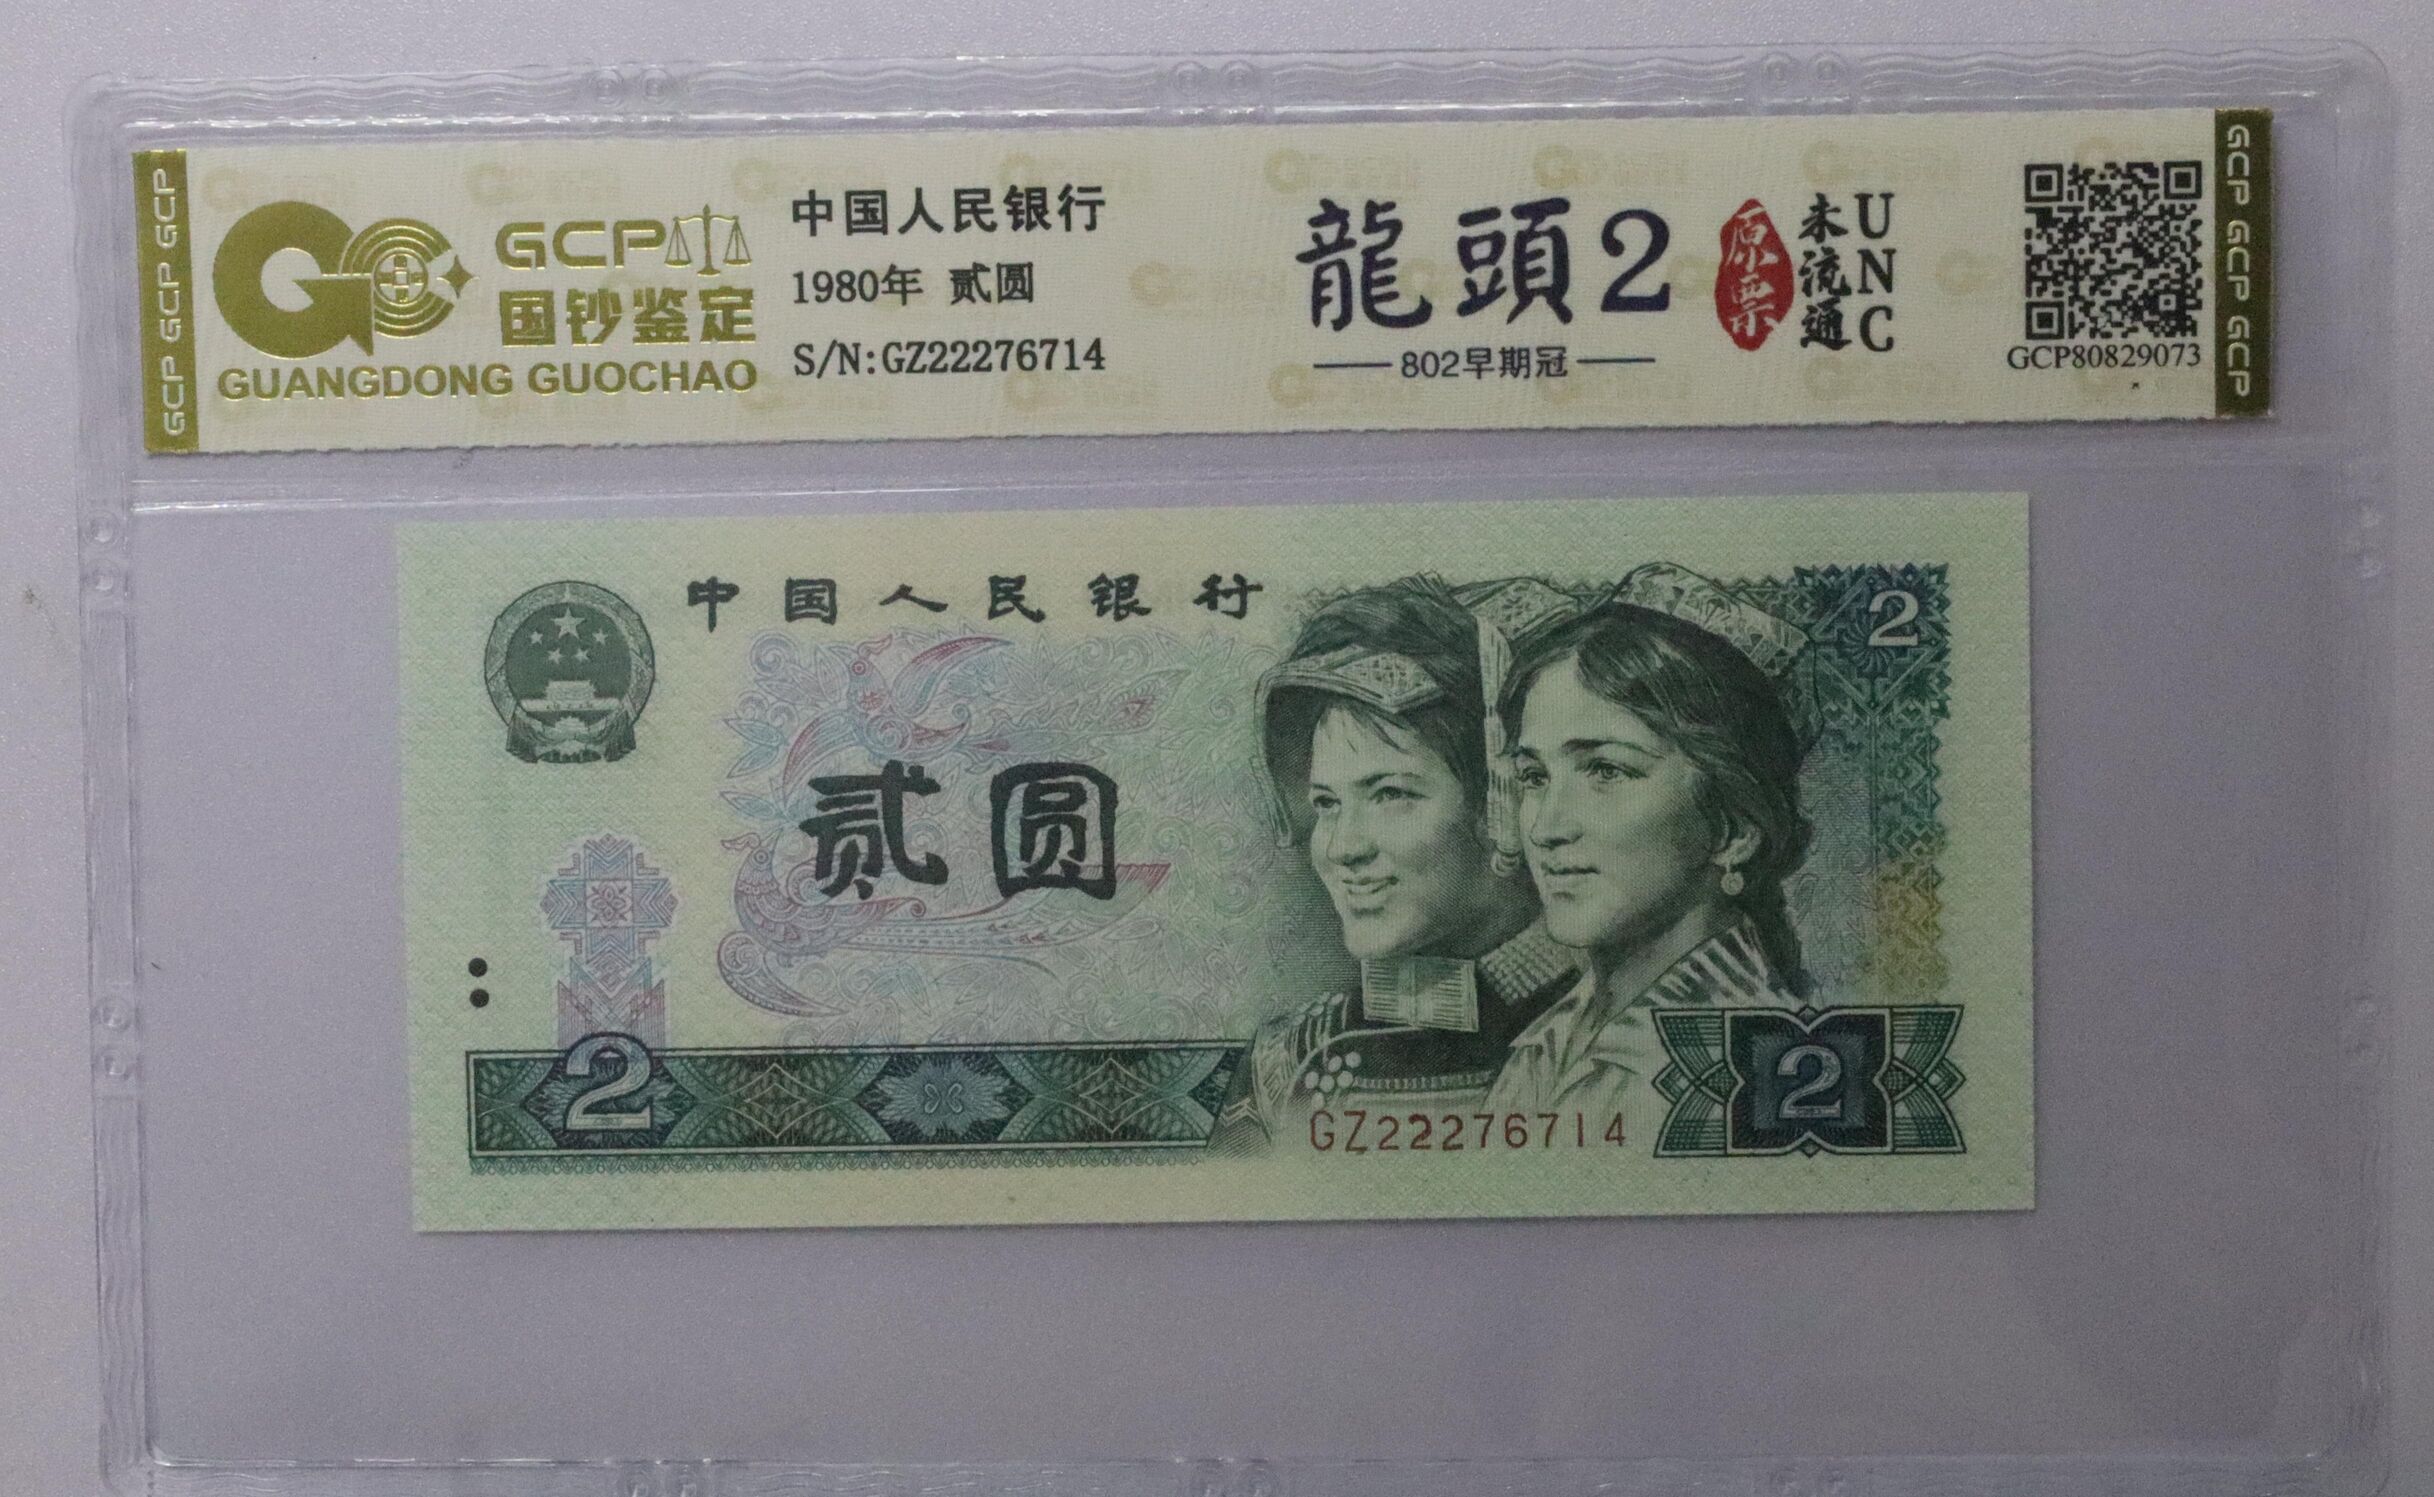 GCP GCP GCP
GCP
国钞鉴定
GUANGDONG GUOCHAO
中国人民银行
1980年 贰圆
S/N:GZ22276714
龍頭2
802早期冠
原票
未流通
UNC
GCP80829073
GCP GCP GCP
中国人民银行
2
贰圆
2
2
GZ22276714